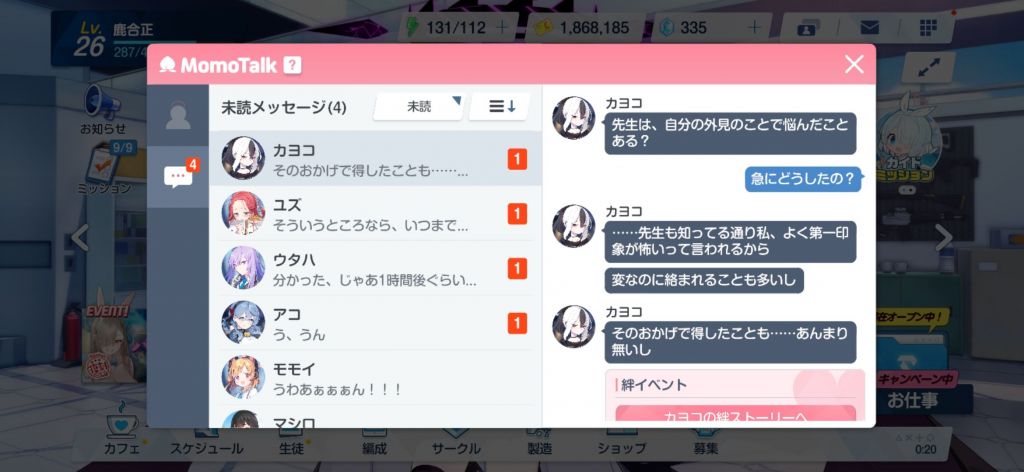 Lv. 26
鹿合正
287/4
131/112
1,868,185
335
MomoTalk ?
お知らせ
9/9
ミッション
4
EVENT!
未読メッセージ(4)
未読
カヨコ
そのおかげで得したことも……...
1
ユズ
そういうところなら、いつまで...
1
ウタハ
分かった、じゃあ1時間後ぐらい...
1
アコ
う、うん
1
モモイ
うわあぁぁぁん！！！
マシロ
カヨコ
先生は、自分の外見のことで悩んだこと
ある？
急にどうしたの？
カヨコ
……先生も知ってる通り私、よく第一印
象が怖いって言われるから
変なのに絡まれることも多いし
カヨコ
そのおかげで得したことも……あんまり
無いし
絆イベント
カヨコの絆ストーリーへ
ガイド
ミッション
在オープン中！
キャンペーン中
お仕事
カフェ
スケジュール
生徒
編成
サークル
製造
ショップ
募集
0:20